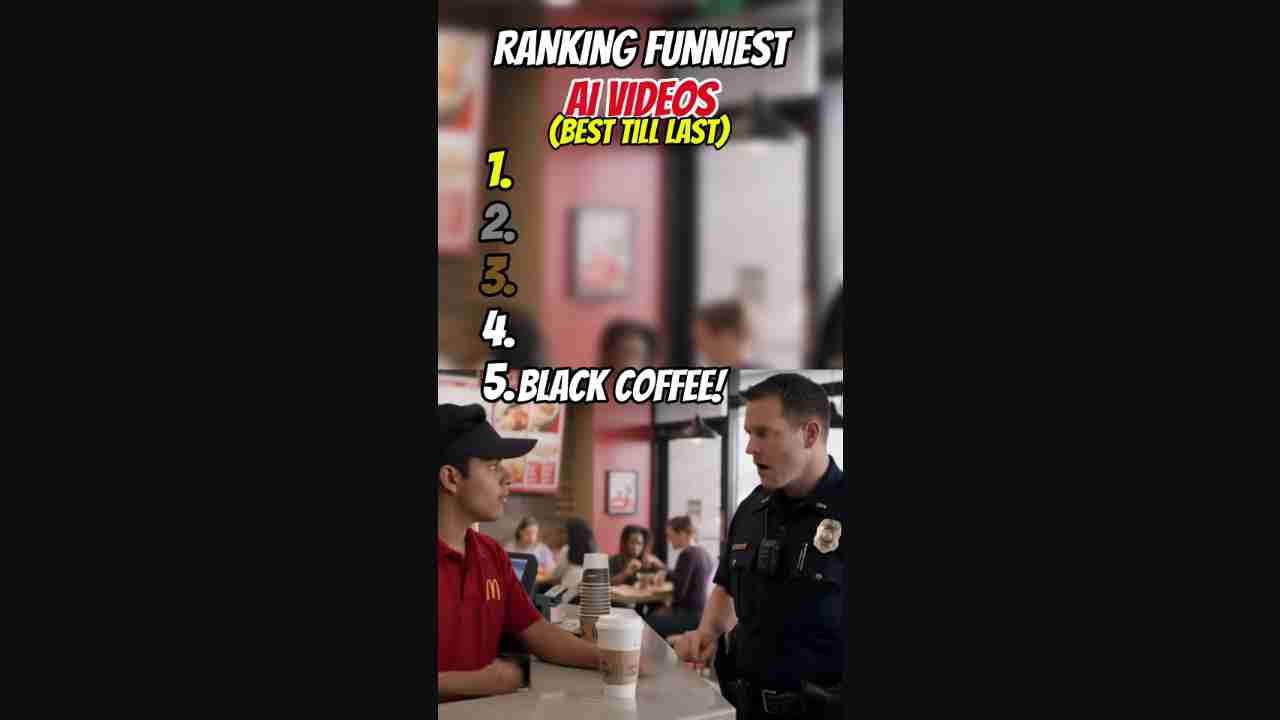 RANKING FUNNIEST
AI VIDEOS
(BEST TILL LAST)
1.
2.
3.
4.
5. BLACK COFFEE!